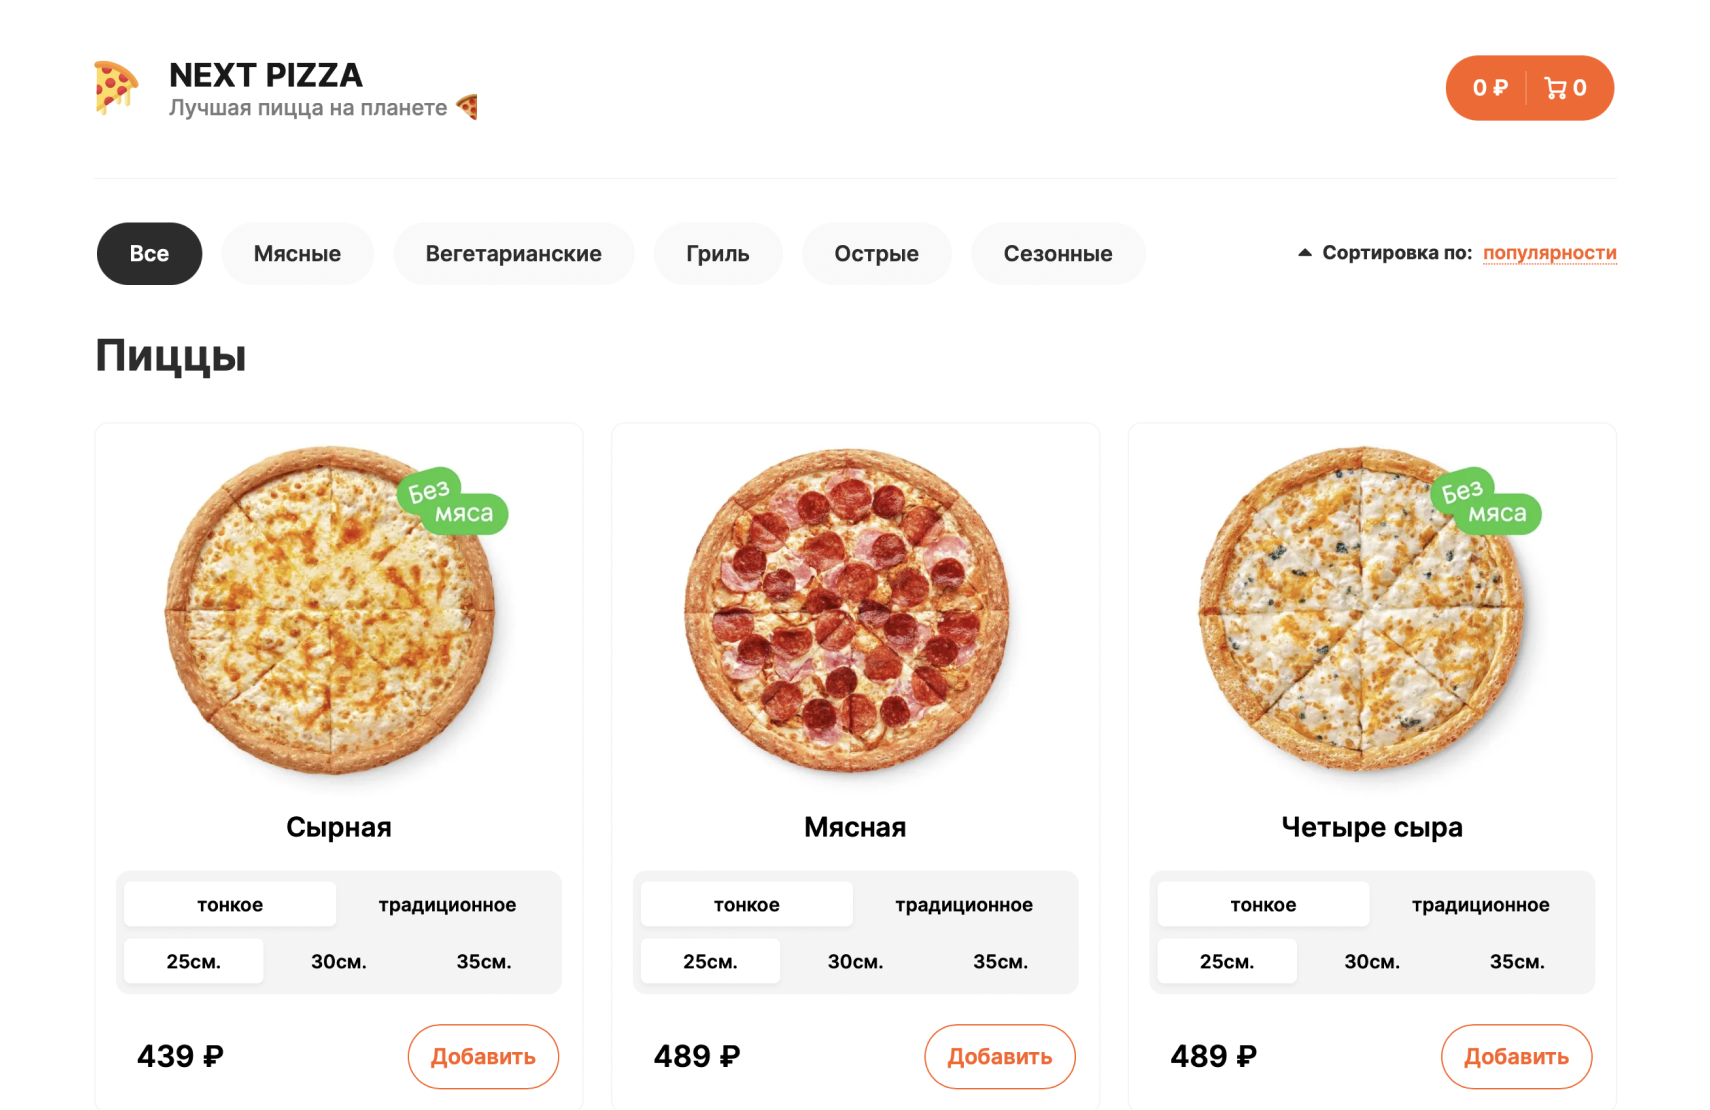 NEXT PIZZA
Лучшая пицца на планете
0 ₽ 0
Все Мясные Вегетарианские Гриль Острые Сезонные Сортировка по: популярности
Пиццы
Без
мяса
Без
мяса
Сырная Мясная Четыре сыра
тонкое традиционное тонкое традиционное тонкое традиционное
25см. 30см. 35см. 25см. 30см. 35см. 25см. 30см. 35см.
439 ₽ Добавить 489 ₽ Добавить 489 ₽ Добавить